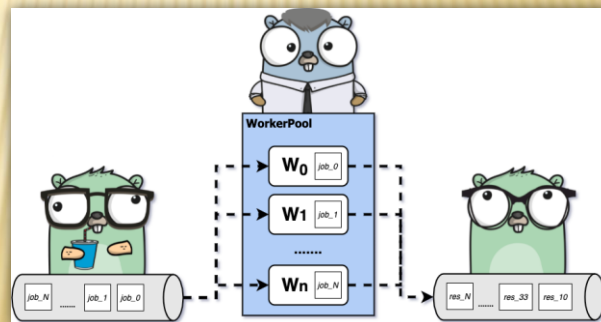 WorkerPool
W0 job_0
W1 job_1
.......
Wn job_N
job_N ...... job_1 job_0
res_N ...... res_33 res_10